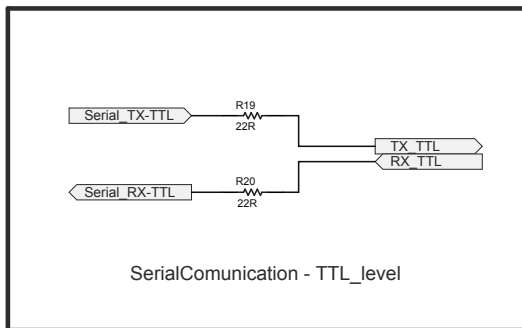 R19
Serial_TX-TTL
22R
TX_TTL
RX_TTL
R20
Serial_RX-TTL
22R
SerialComunication - TTL_level